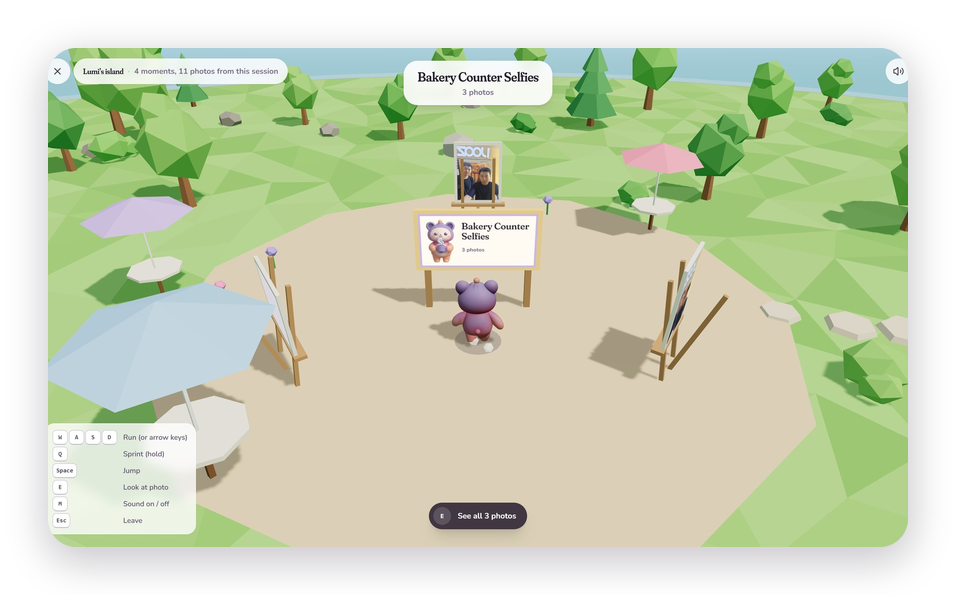 Lumi's island · 4 moments, 11 photos from this session
Bakery Counter Selfies
3 photos
Bakery Counter
Selfies
3 photos
W A S D Run (or arrow keys)
Q Sprint (hold)
Space Jump
E Look at photo
M Sound on / off
Esc Leave
E See all 3 photos